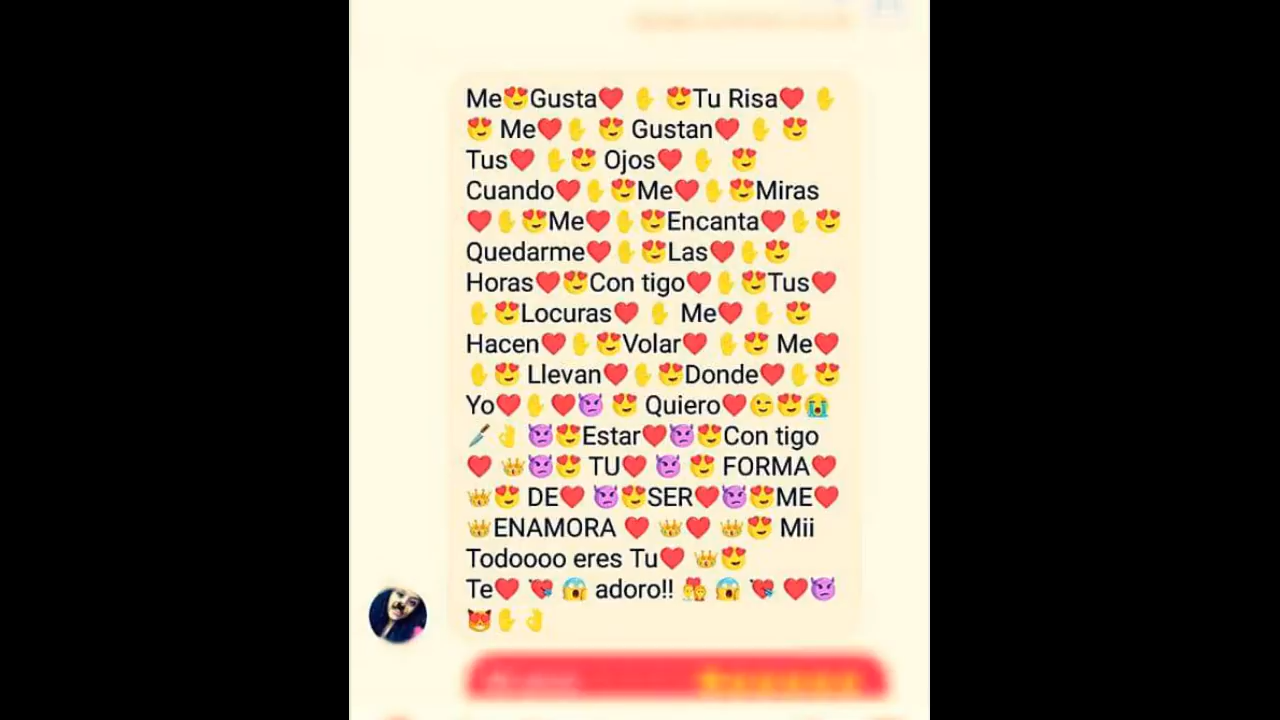 Me😍Gusta❤️ ✋ 😍Tu Risa❤️ ✋
😍 Me❤️✋ 😍 Gustan❤️ ✋ 😍
Tus❤️ ✋😍 Ojos❤️ ✋ 😍
Cuando❤️✋😍Me❤️✋😍Miras
❤️✋😍Me❤️✋😍Encanta❤️✋😍
Quedarme❤️✋😍Las❤️✋😍
Horas❤️😍Con tigo❤️✋😍Tus❤️
✋😍Locuras❤️ ✋ Me❤️ ✋ 😍
Hacen❤️✋😍Volar❤️ ✋😍 Me❤️
✋😍 Llevan❤️✋😍Donde❤️✋😍
Yo❤️✋❤️👿 😍 Quiero❤️😉😍😭
🔪👌👿😍Estar❤️👿😍Con tigo
❤️ 👑👿😍 TU❤️ 👿 😍 FORMA❤️
👑😍 DE❤️ 👿😍SER❤️👿😍ME❤️
👑ENAMORA ❤️ 👑❤️ 👑😍 Mii
Todoooo eres Tu❤️ 👑😍
Te❤️ 💘 😱 adoro!! 💏 😱 💘 ❤️👿
😻✋👌